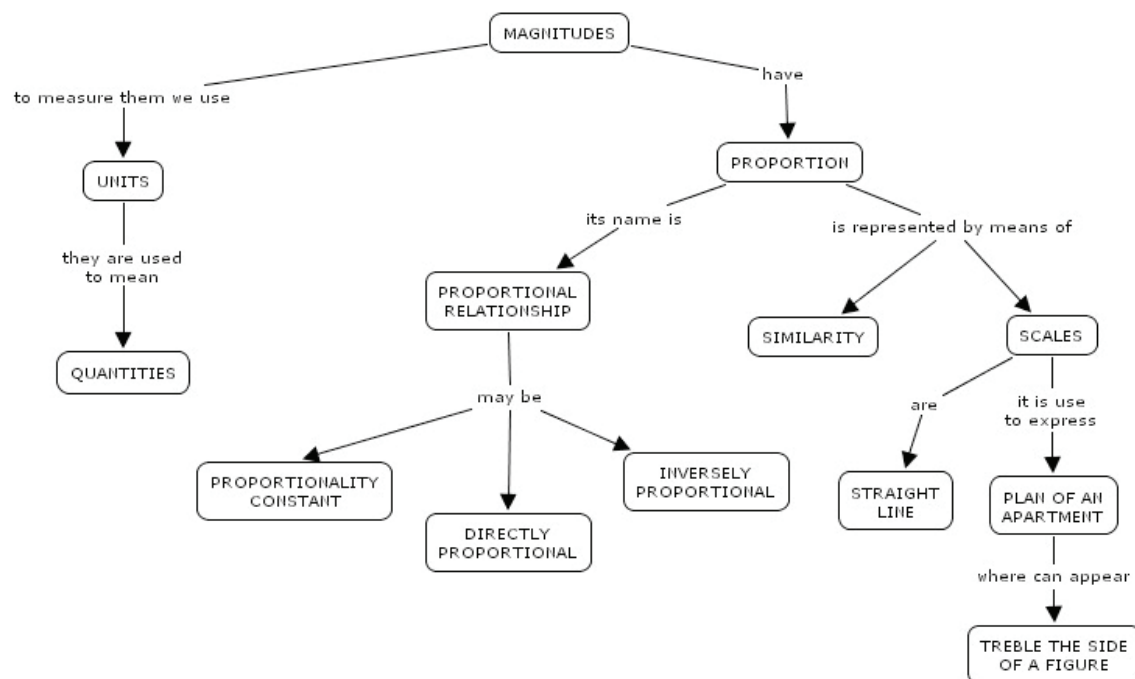 MAGNITUDES
have
to measure them we use
PROPORTION
UNITS
its name is
is represented by means of
they are used
to mean
PROPORTIONAL
RELATIONSHIP
SIMILARITY
SCALES
QUANTITIES
may be
are
it is use
to express
PROPORTIONALITY
CONSTANT
DIRECTLY
PROPORTIONAL
INVERSELY
PROPORTIONAL
STRAIGHT
LINE
PLAN OF AN
APARTMENT
where can appear
TREBLE THE SIDE
OF A FIGURE